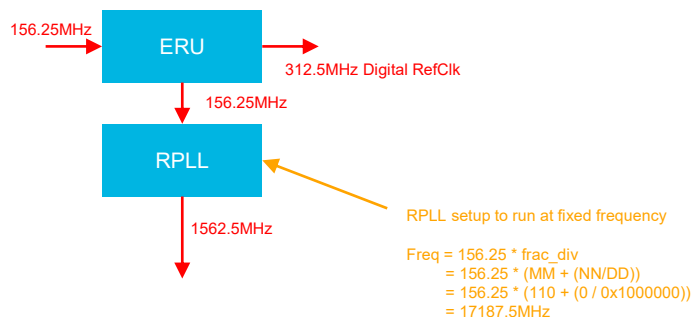 156.25MHz
ERU
312.5MHz Digital RefClk
156.25MHz
RPLL
1562.5MHz
RPLL setup to run at fixed frequency
Freq = 156.25 * frac_div
= 156.25 * (MM + (NN/DD))
= 156.25 * (110 + (0 / 0x1000000))
= 17187.5MHz